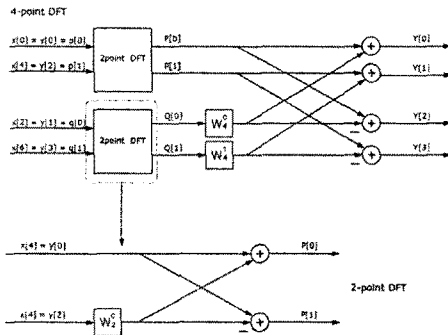 4-point DFT
x[0] = y[0] = p[0]
P[0]
Y[0]
x[4] = y[2] = p[1]
2point DFT
P[1]
Y[1]
x[2] = y[1] = q[0]
Q[0]
W₄⁰
Y[2]
x[6] = y[3] = q[1]
2point DFT
Q[1]
W₄¹
Y[3]
x[4] = y[0]
P[0]
2-point DFT
x[4] = y[2]
W₂⁰
P[1]